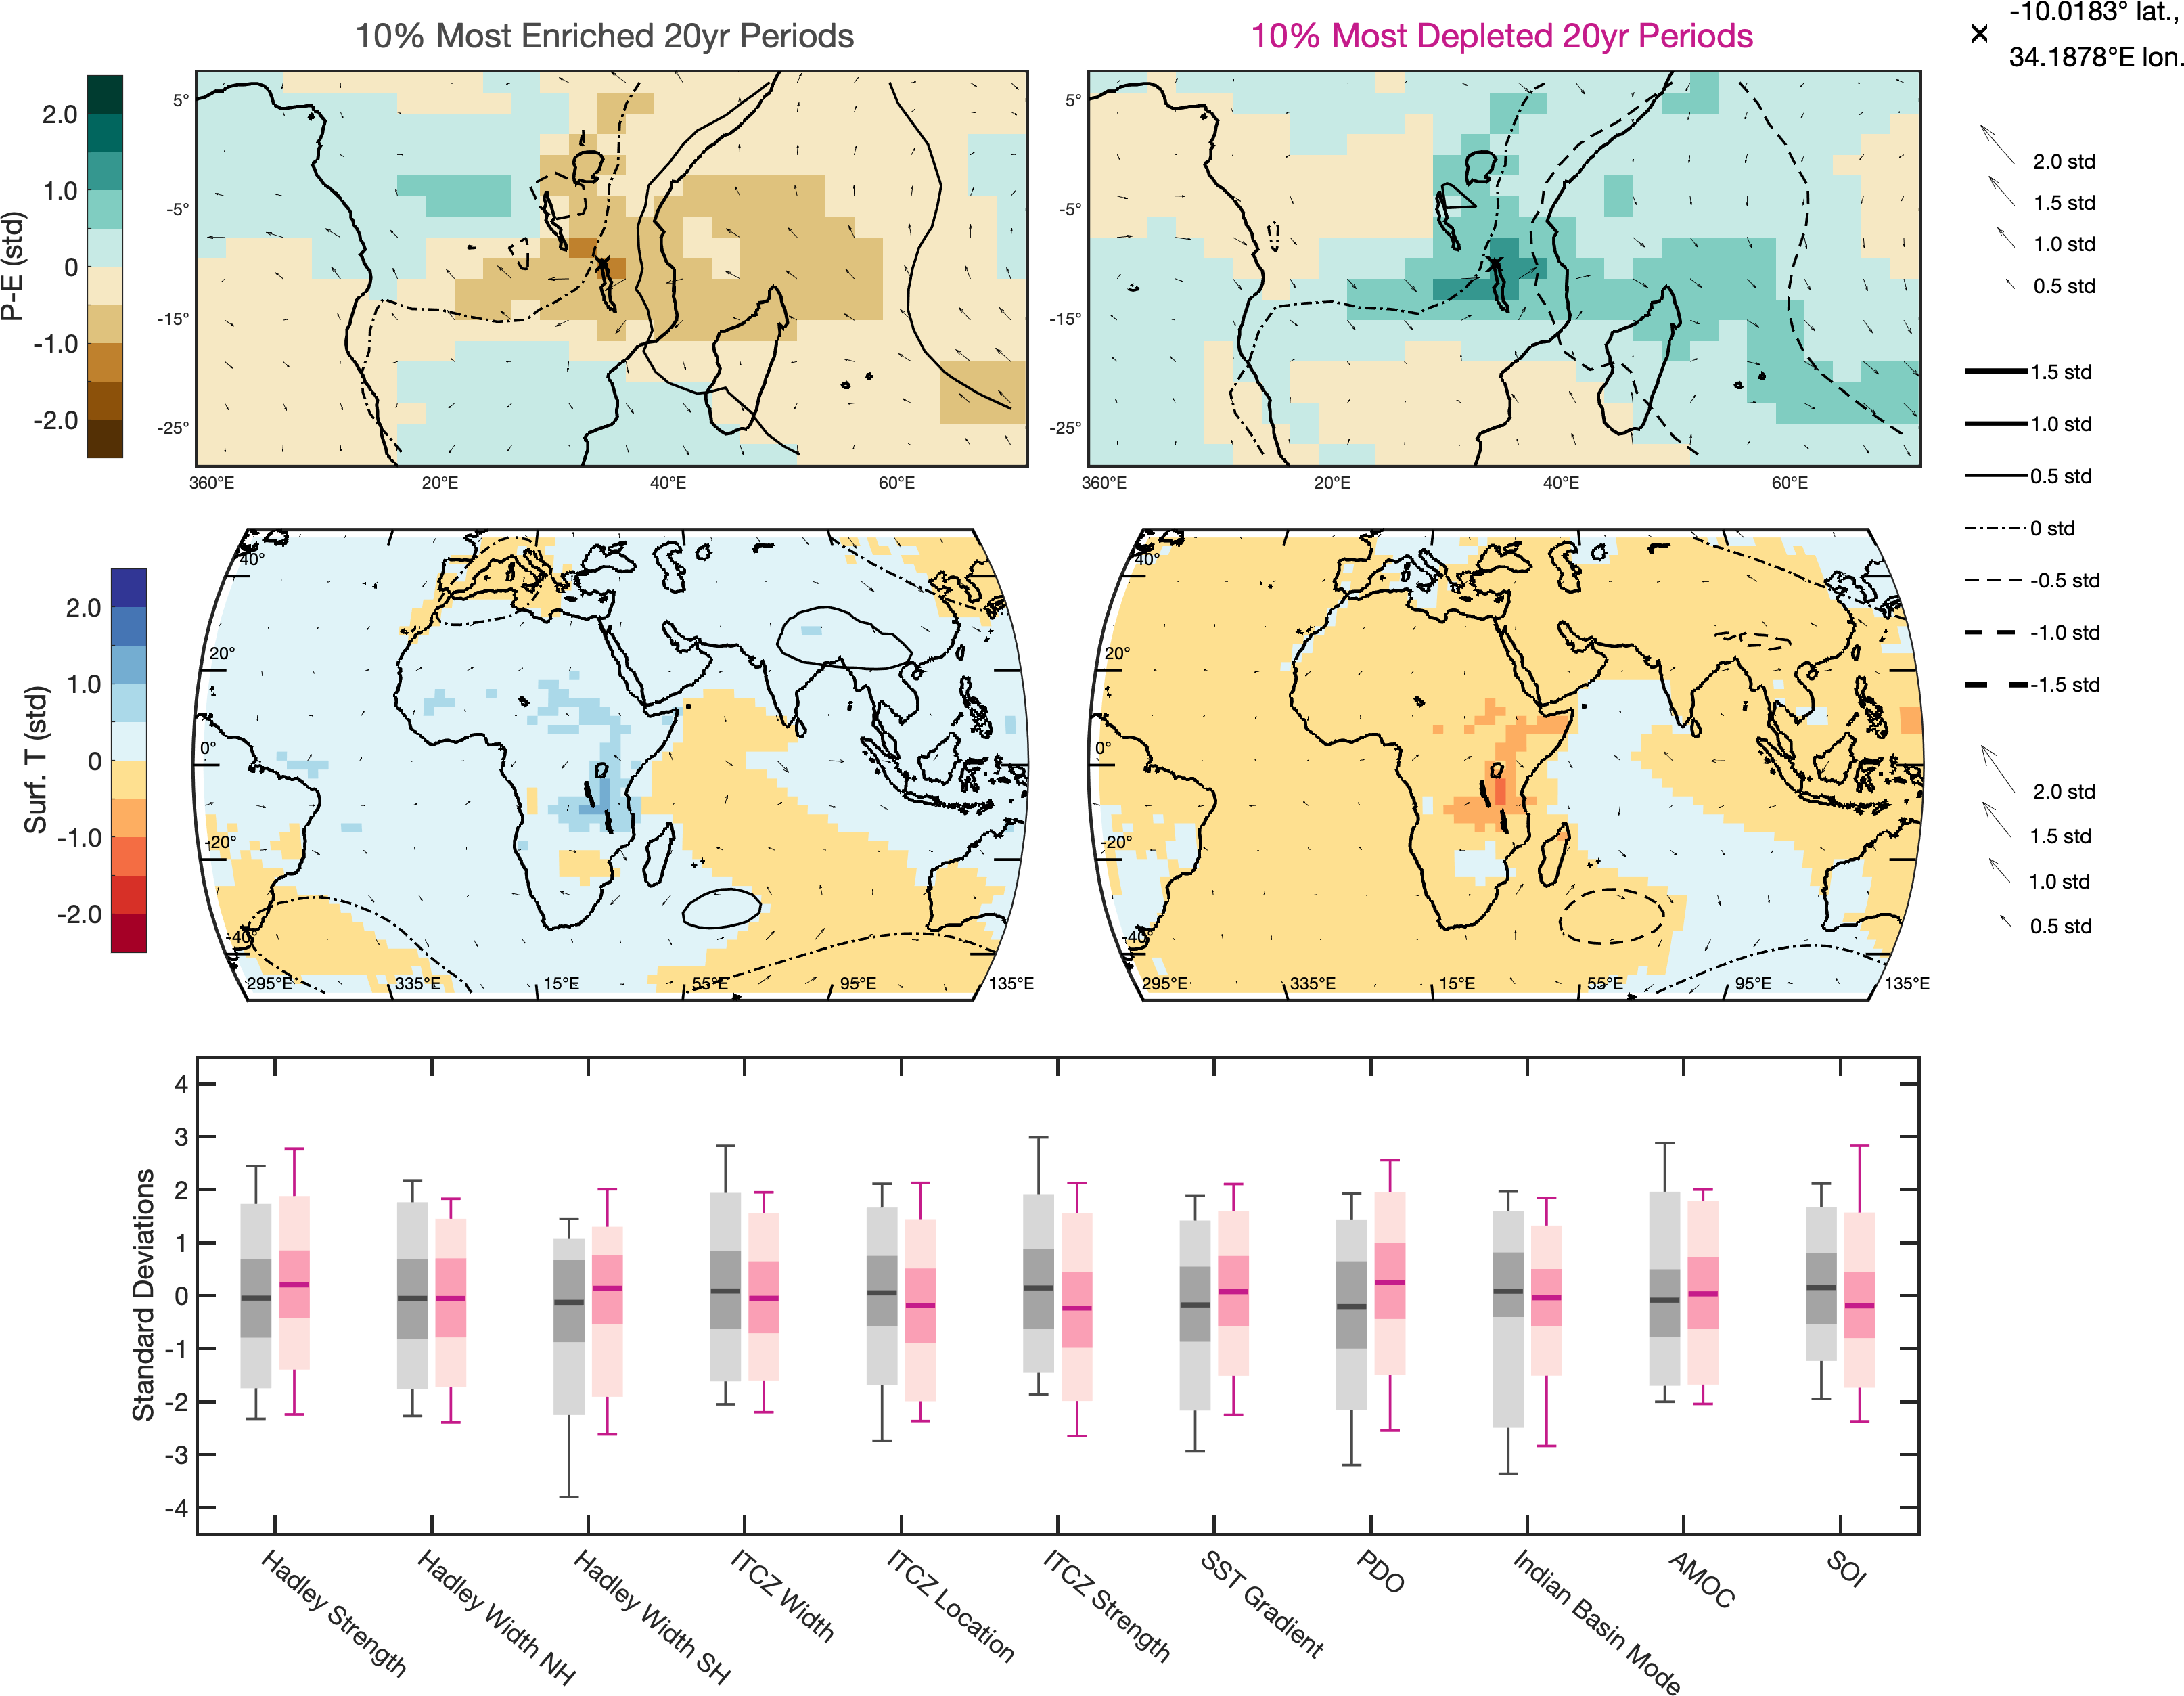 10% Most Enriched 20yr Periods
10% Most Depleted 20yr Periods
-10.0183° lat.,
34.1878°E lon.
P-E (std)
2.0
1.0
0
-1.0
-2.0
5°
-5°
-15°
-25°
360°E
20°E
40°E
60°E
5°
-5°
-15°
-25°
360°E
20°E
40°E
60°E
2.0 std
1.5 std
1.0 std
0.5 std
1.5 std
1.0 std
0.5 std
0 std
-0.5 std
-1.0 std
-1.5 std
2.0 std
1.5 std
1.0 std
0.5 std
Surf. T (std)
2.0
1.0
0
-1.0
-2.0
40°
20°
0°
-20°
-40°
295°E
335°E
15°E
55°E
95°E
135°E
40°
20°
0°
-20°
-40°
295°E
335°E
15°E
55°E
95°E
135°E
Standard Deviations
4
3
2
1
0
-1
-2
-3
-4
Hadley Strength
Hadley Width NH
Hadley Width SH
ITCZ Width
ITCZ Location
ITCZ Strength
SST Gradient
PDO
Indian Basin Mode
AMOC
SOI